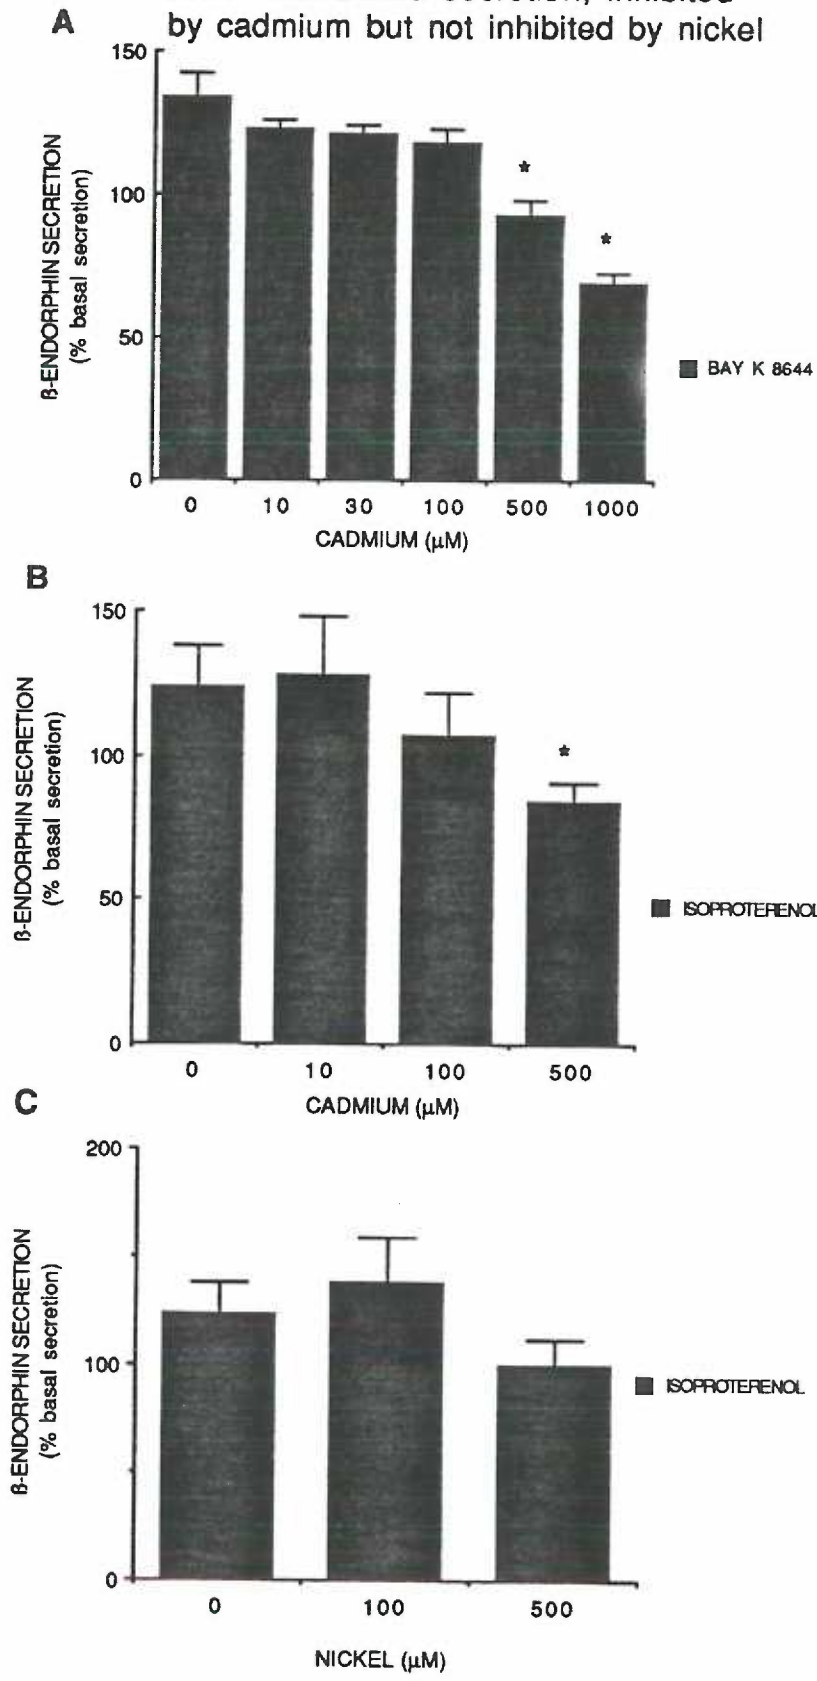 A
by cadmium but not inhibited by nickel
150
100
50
0
ß-ENDORPHIN SECRETION
(% basal secretion)
*
*
BAY K 8644
0 10 30 100 500 1000
CADMIUM (µM)
B
150
100
50
0
ß-ENDORPHIN SECRETION
(% basal secretion)
*
ISOPROTERENOL
0 10 100 500
CADMIUM (µM)
C
200
100
0
ß-ENDORPHIN SECRETION
(% basal secretion)
ISOPROTERENOL
0 100 500
NICKEL (µM)